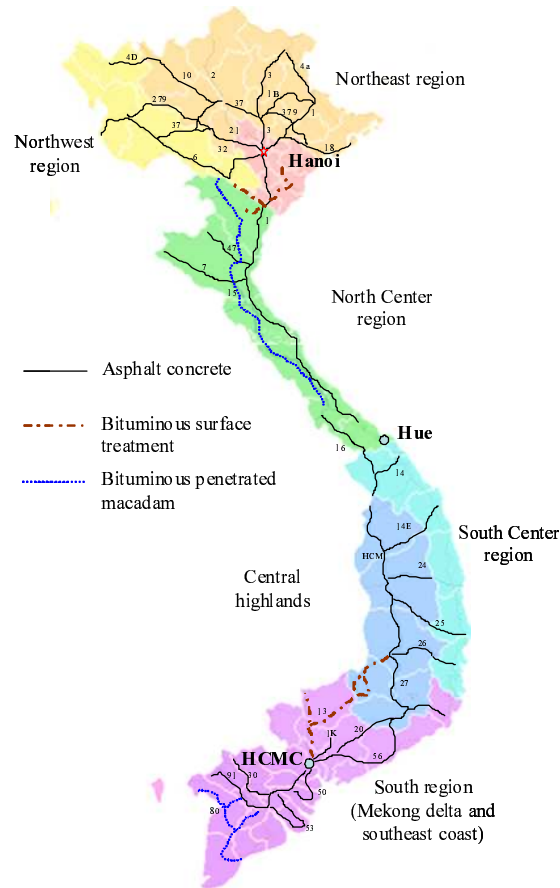 4D
10
2
3
4a
Northeast region
1B
279
37
379
1
37
21
3
32
18
Northwest
region
6
Hanoi
1
47
7
15
North Center
region
Asphalt concrete
Bituminous surface
treatment
Bituminous penetrated
macadam
16
Hue
14
14E
South Center
region
HCM
24
Central
highlands
25
26
27
13
20
1K
56
HCMC
91
30
50
80
53
South region
(Mekong delta and
southeast coast)